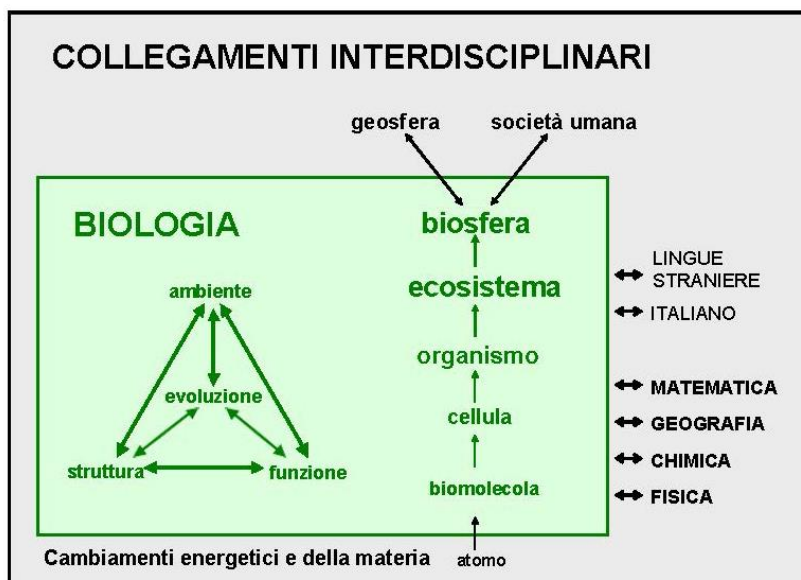 COLLEGAMENTI INTERDISCIPLINARI
geosfera
società umana
BIOLOGIA
ambiente
evoluzione
struttura
funzione
biosfera
ecosistema
organismo
cellula
biomolecola
atomo
LINGUE
STRANIERE
ITALIANO
MATEMATICA
GEOGRAFIA
CHIMICA
FISICA
Cambiamenti energetici e della materia